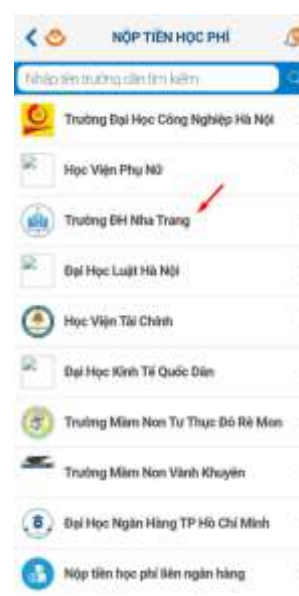 NỘP TIỀN HỌC PHÍ
Nhập tên trường cần tìm kiếm
Trường Đại Học Công Nghiệp Hà Nội
Học Viện Phụ Nữ
Trường ĐH Nha Trang
Đại Học Luật Hà Nội
Học Viện Tài Chính
Đại Học Kinh Tế Quốc Dân
Trường Mầm Non Tư Thục Đô Rê Mon
Trường Mầm Non Vành Khuyên
Đại Học Ngân Hàng TP Hồ Chí Minh
Nộp tiền học phí liên ngân hàng